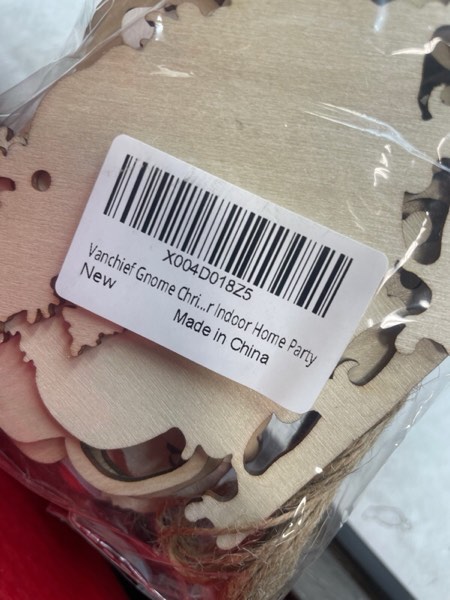 X004D018Z5
Vanchief Gnome Chri...r Indoor Home Party
New
Made in China